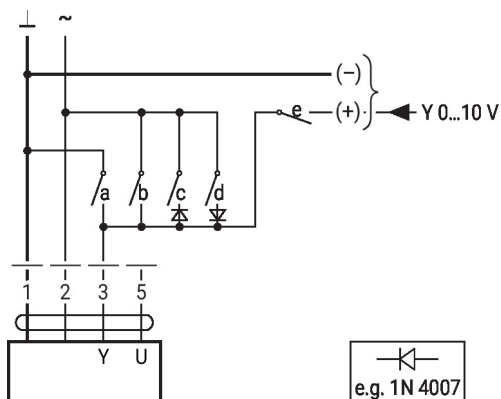 ⊥ ~
(–)
e (+) Y 0...10 V
a b c d
1 2 3 5
Y U
e.g. 1N 4007